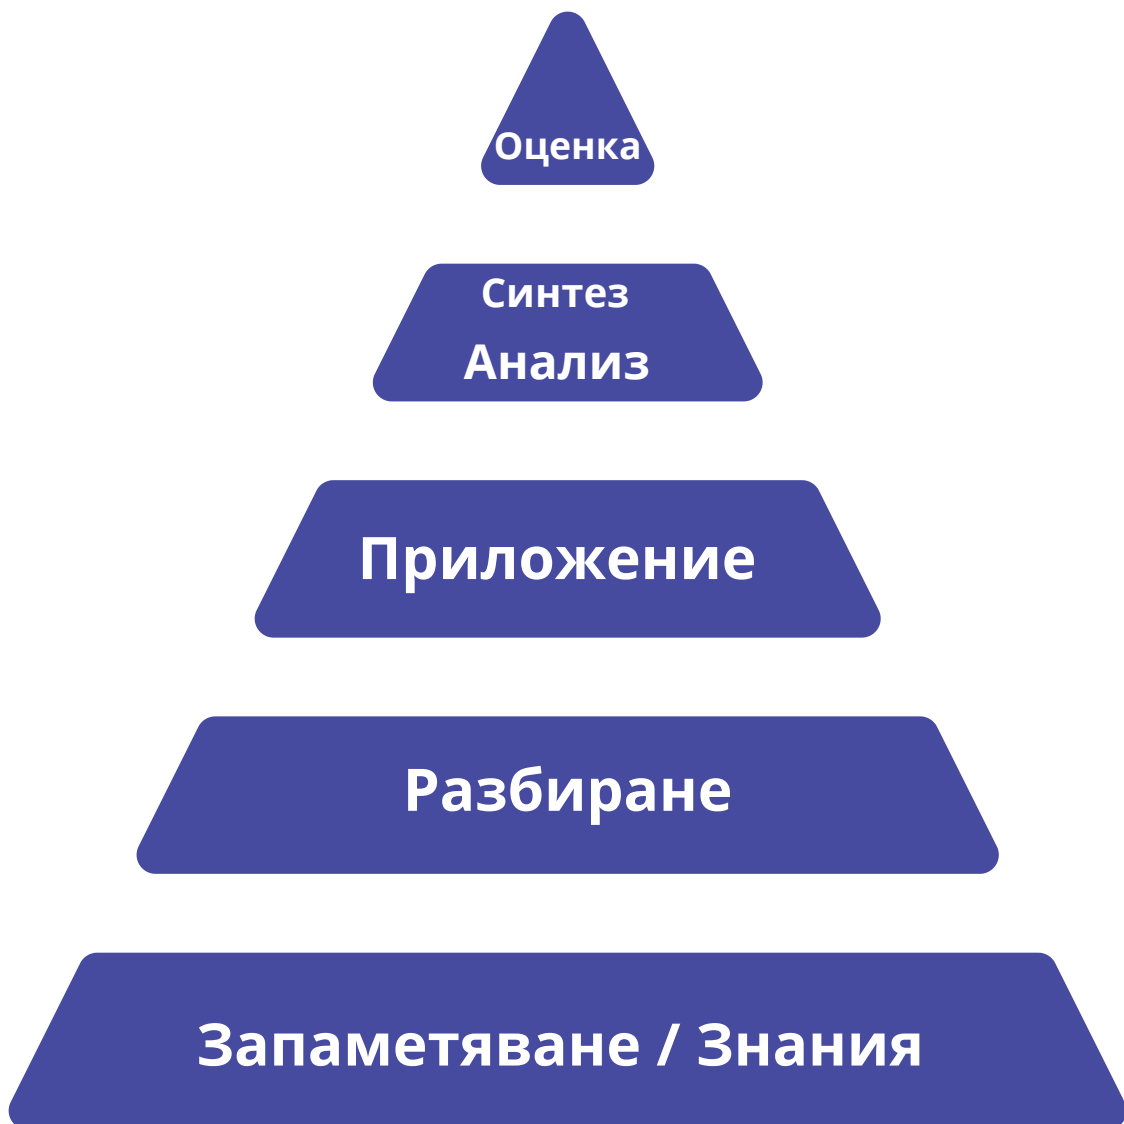 Оценка
Синтез
Анализ
Приложение
Разбиране
Запаметяване / Знания